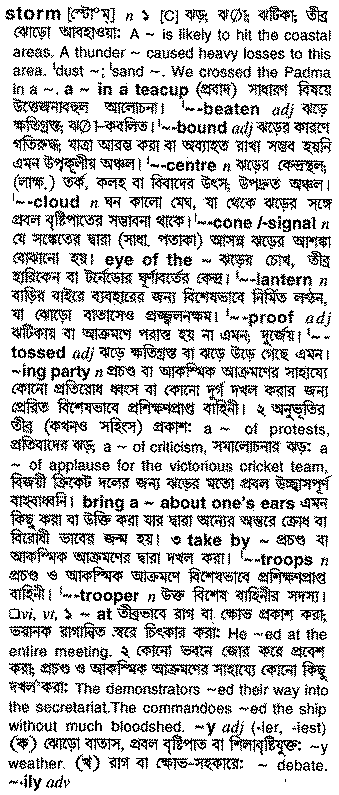 storm [স্টোম্] n ১ [C] ঝড়; ঝঞ্ঝা; ঝটিকা; তীব্র
ঝোড়ো আবহাওয়া: A ~ is likely to hit the coastal
areas. A thunder ~ caused heavy losses to this
area. ˈdust ~; ˈsand ~. We crossed the Padma
in a ~. a ~ in a teacup (প্রবাদ) সাধারণ বিষয়ে
উত্তেজনাবহুল আলোচনা। ˈ~-beaten adj ঝড়ে
ক্ষতিগ্রস্ত; ঝঞ্ঝা-কবলিত। ˈ~-bound adj ঝড়ের কারণে
গতিরুদ্ধ; যাত্রা আরম্ভ করা বা অব্যাহত রাখা সম্ভব হয়নি
এমন উপকূলীয় অঞ্চল। ˈ~-centre n ঝড়ের কেন্দ্রস্থল;
(লাক্ষ.) তর্ক, কলহ বা বিবাদের উৎস; উপদ্রুত অঞ্চল।
ˈ~-cloud n ঘন কালো মেঘ, যা থেকে ঝড়ের সঙ্গে
প্রবল বৃষ্টিপাতের সম্ভাবনা থাকে। ˈ~-cone /-signal n
যে সঙ্কেতের দ্বারা (সাধা. পতাকা) আসন্ন ঝড়ের আশঙ্কা
বোঝানো হয়। eye of the ~ ঝড়ের চোখ, তীব্র
হারিকেন বা টর্নেডোর ঘূর্ণাবর্তের কেন্দ্র। ˈ~-lantern n
বাড়ির বাইরে ব্যবহারের জন্য বিশেষভাবে নির্মিত লণ্ঠন,
যা ঝোড়ো বাতাসেও প্রজ্জ্বলনক্ষম। ˈ~-proof adj
ঝটিকায় বা আক্রমণে পরাস্ত হয় না এমন; দুর্জেয়। ˈ~-
tossed adj ঝড়ে ক্ষতিগ্রস্ত বা ঝড়ে উড়ে গেছে এমন।
~ing party n প্রচণ্ড বা আকস্মিক আক্রমণের সাহায্যে
কোনো প্রতিরোধ ধ্বংস বা কোনো দুর্গ দখল করার জন্য
প্রেরিত বিশেষভাবে প্রশিক্ষণপ্রাপ্ত বাহিনী। ২ অনুভূতির
তীব্র (কখনও সহিংস) প্রকাশ: a ~ of protests,
প্রতিবাদের ঝড়; a ~ of criticism, সমালোচনার ঝড়: a
~ of applause for the victorious cricket team,
বিজয়ী ক্রিকেট দলের জন্য ঝড়ের মতো প্রবল উচ্ছ্বাসপূর্ণ
বাহবাধ্বনি। bring a ~ about one's ears এমন
কিছু করা বা উক্তি করা যার দ্বারা অন্যের অন্তরে ক্রোধ বা
বিরোধী ভাবের জন্ম হয়। ৩ take by ~ প্রচণ্ড বা
আকস্মিক আক্রমণের দ্বারা দখল করা। ˈ~-troops n
প্রচণ্ড ও আকস্মিক আক্রমণে বিশেষভাবে প্রশিক্ষণপ্রাপ্ত
বাহিনী। ˈ~-trooper n উক্ত বিশেষ বাহিনীর সদস্য।
□vi, vt, ১ ~ at তীব্রভাবে রাগ বা ক্ষোভ প্রকাশ করা;
ভয়ানক রাগান্বিত স্বরে চিৎকার করা: He ~ed at the
entire meeting. ২ কোনো ভবনে জোর করে প্রবেশ
করা; প্রচণ্ড ও আকস্মিক আক্রমণের সাহায্যে কোনো কিছু
দখল করা: The demonstrators ~ed their way into
the secretariat.The commandoes ~ed the ship
without much bloodshed. ~y adj (-ier, -iest)
(ক) ঝোড়ো বাতাস, প্রবল বৃষ্টিপাত বা শিলাবৃষ্টিযুক্ত: ~y
weather. (খ) রাগ বা ক্ষোভ-সহকারে: ~ debate.
~ily adv